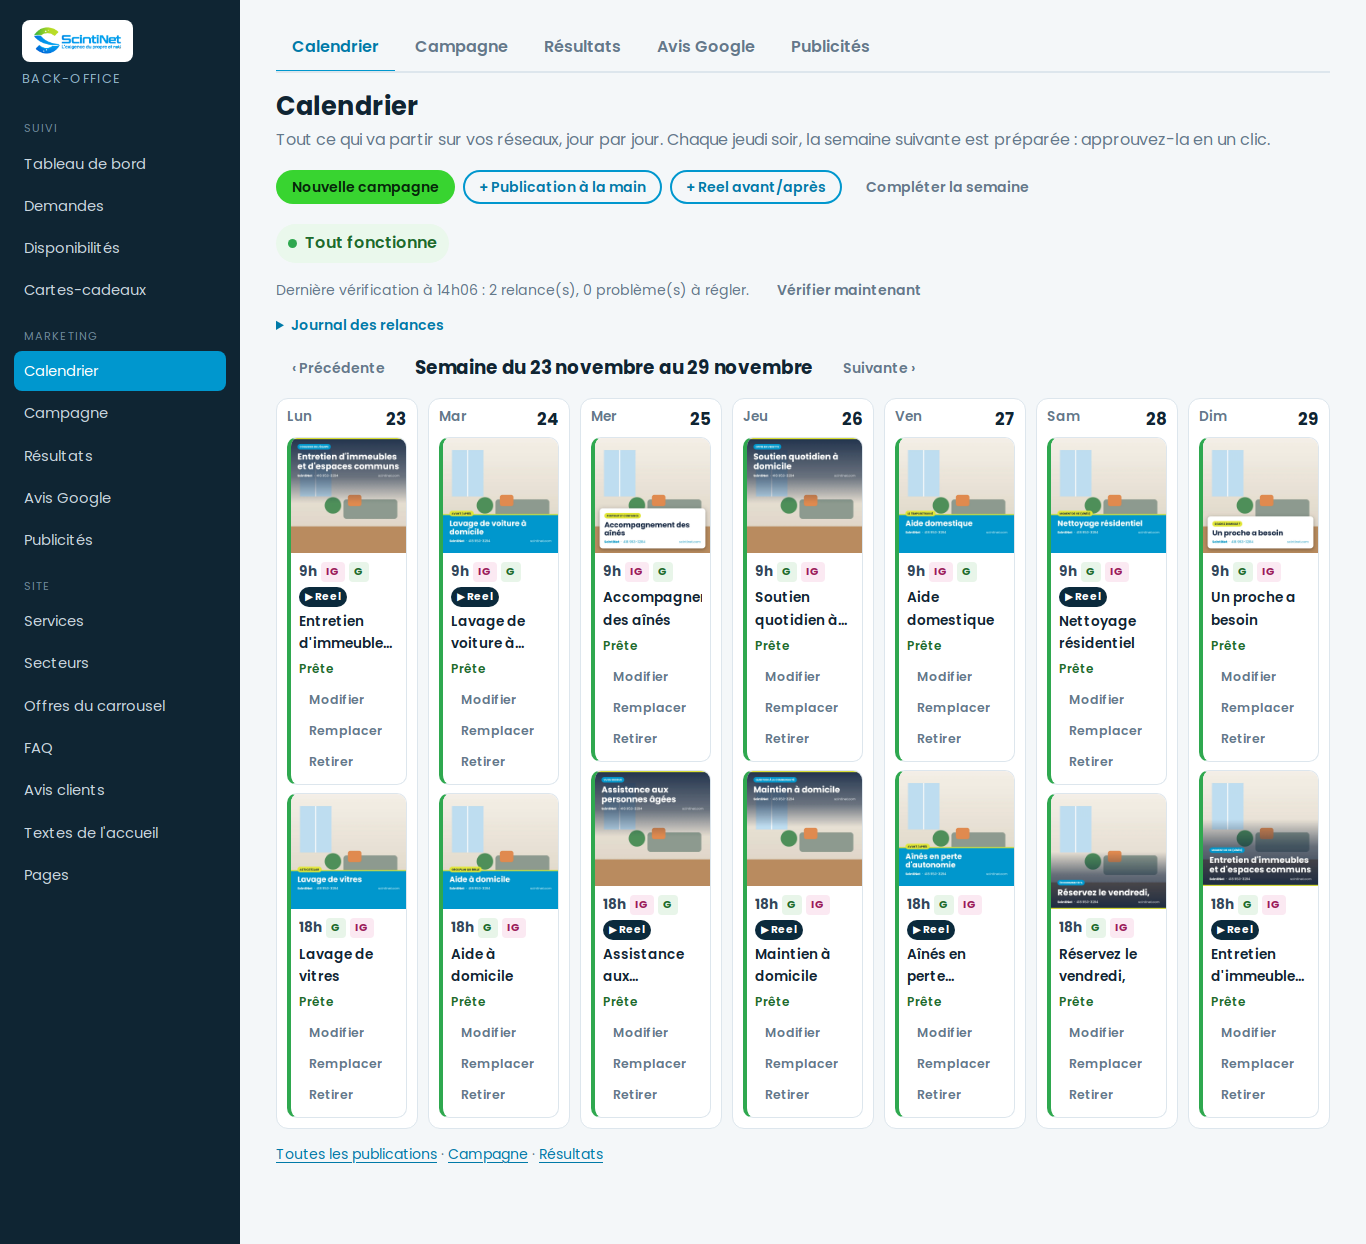 ScintiNet
L'exigence du propre et net
BACK-OFFICE
SUIVI
Tableau de bord
Demandes
Disponibilités
Cartes-cadeaux
MARKETING
Calendrier
Campagne
Résultats
Avis Google
Publicités
SITE
Services
Secteurs
Offres du carrousel
FAQ
Avis clients
Textes de l'accueil
Pages
Calendrier Campagne Résultats Avis Google Publicités
Calendrier
Tout ce qui va partir sur vos réseaux, jour par jour. Chaque jeudi soir, la semaine suivante est préparée : approuvez-la en un clic.
Nouvelle campagne + Publication à la main + Reel avant/après Compléter la semaine
Tout fonctionne
Dernière vérification à 14h06 : 2 relance(s), 0 problème(s) à régler. Vérifier maintenant
▶ Journal des relances
‹ Précédente Semaine du 23 novembre au 29 novembre Suivante ›
Lun 23
Entretien d'immeubles
et d'espaces communs
9h IG G
▶ Reel
Entretien
d'immeuble...
Prête
Modifier
Remplacer
Retirer
Lavage de vitres
18h G IG
Lavage de
vitres
Prête
Modifier
Remplacer
Retirer
Mar 24
Lavage de voiture à
domicile
9h IG G
▶ Reel
Lavage de
voiture à...
Prête
Modifier
Remplacer
Retirer
Aide à domicile
18h G IG
Aide à
domicile
Prête
Modifier
Remplacer
Retirer
Mer 25
Accompagnement des
aînés
9h IG G
Accompagner
des aînés
Prête
Modifier
Remplacer
Retirer
Assistance aux
personnes âgées
18h IG G
▶ Reel
Assistance
aux...
Prête
Modifier
Remplacer
Retirer
Jeu 26
Soutien quotidien à
domicile
9h G IG
Soutien
quotidien à...
Prête
Modifier
Remplacer
Retirer
Maintien à domicile
18h G IG
▶ Reel
Maintien à
domicile
Prête
Modifier
Remplacer
Retirer
Ven 27
Aide domestique
9h IG G
Aide
domestique
Prête
Modifier
Remplacer
Retirer
Aînés en perte
d'autonomie
18h G IG
▶ Reel
Aînés en
perte...
Prête
Modifier
Remplacer
Retirer
Sam 28
Nettoyage résidentiel
9h G IG
▶ Reel
Nettoyage
résidentiel
Prête
Modifier
Remplacer
Retirer
Réservez le vendredi,
18h G IG
Réservez le
vendredi,
Prête
Modifier
Remplacer
Retirer
Dim 29
Un proche a besoin
9h G IG
Un proche a
besoin
Prête
Modifier
Remplacer
Retirer
Entretien d'immeubles
et d'espaces communs
18h G IG
▶ Reel
Entretien
d'immeuble...
Prête
Modifier
Remplacer
Retirer
Toutes les publications · Campagne · Résultats